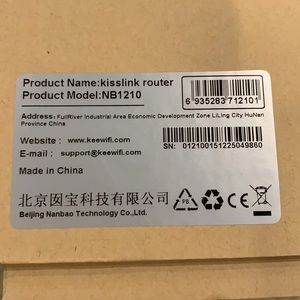 Product Name:kisslink router
Product Model:NB1210
6 935283 712101
Address: FullRiver Industrial Area Economic Development Zone LiLing City HuNan
Province China
Website : www.keewifi.com
E-mail : support@keewifi.com
SN: 012100151225049860
Made in China
北京囡宝科技有限公司
Beijing Nanbao Technology Co.,Ltd.
PB